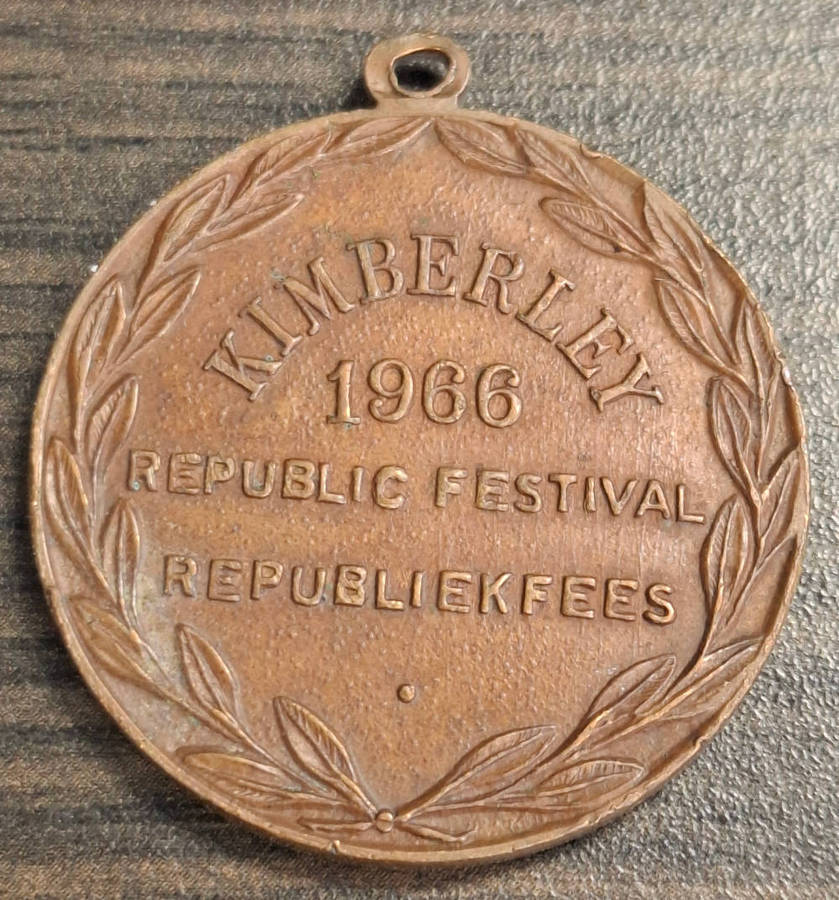 KIMBERLEY
1966
REPUBLIC FESTIVAL
REPUBLIEKFEES